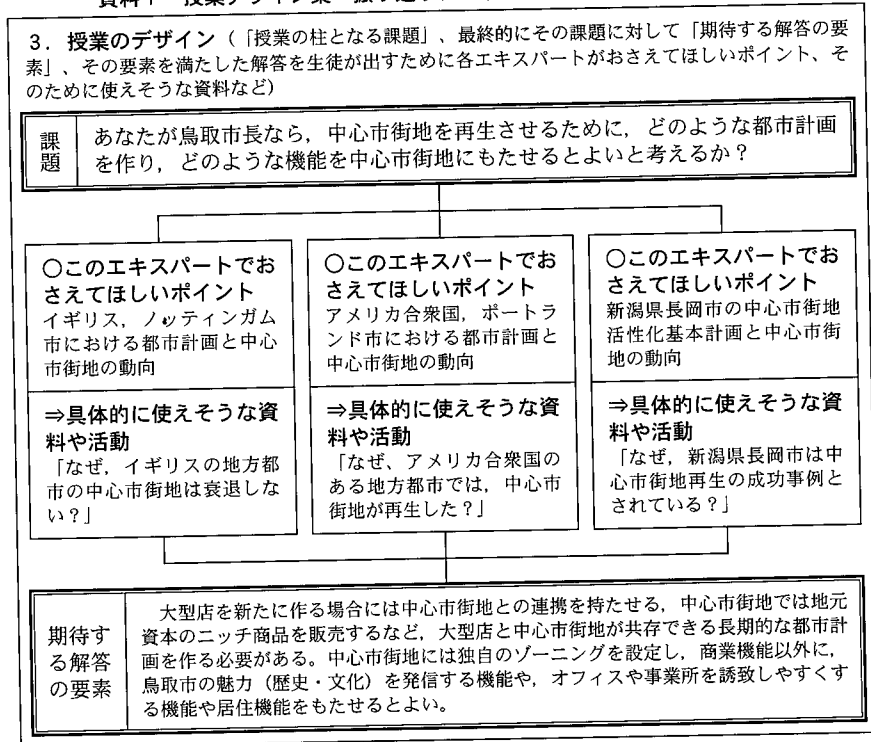 3．授業のデザイン（「授業の柱となる課題」、最終的にその課題に対して「期待する解答の要
素」、その要素を満たした解答を生徒が出すために各エキスパートがおさえてほしいポイント、そ
のために使えそうな資料など）
課題
あなたが鳥取市長なら，中心市街地を再生させるために，どのような都市計画
を作り，どのような機能を中心市街地にもたせるとよいと考えるか？
○このエキスパートでお
さえてほしいポイント
イギリス，ノッティンガム
市における都市計画と中心
市街地の動向
⇒具体的に使えそうな資
料や活動
「なぜ，イギリスの地方都
市の中心市街地は衰退しな
い？」
○このエキスパートでお
さえてほしいポイント
アメリカ合衆国，ポートラ
ンド市における都市計画と
中心市街地の動向
⇒具体的に使えそうな資
料や活動
「なぜ、アメリカ合衆国の
ある地方都市では，中心市
街地が再生した？」
○このエキスパートでお
さえてほしいポイント
新潟県長岡市の中心市街地
活性化基本計画と中心市街
地の動向
⇒具体的に使えそうな資
料や活動
「なぜ，新潟県長岡市は中
心市街地再生の成功事例と
されている？」
期待す
る解答
の要素
大型店を新たに作る場合には中心市街地との連携を持たせる，中心市街地では地元
資本のニッチ商品を販売するなど，大型店と中心市街地が共存できる長期的な都市計
画を作る必要がある。中心市街地には独自のゾーニングを設定し，商業機能以外に，
鳥取市の魅力（歴史・文化）を発信する機能や，オフィスや事業所を誘致しやすくす
る機能や居住機能をもたせるとよい。